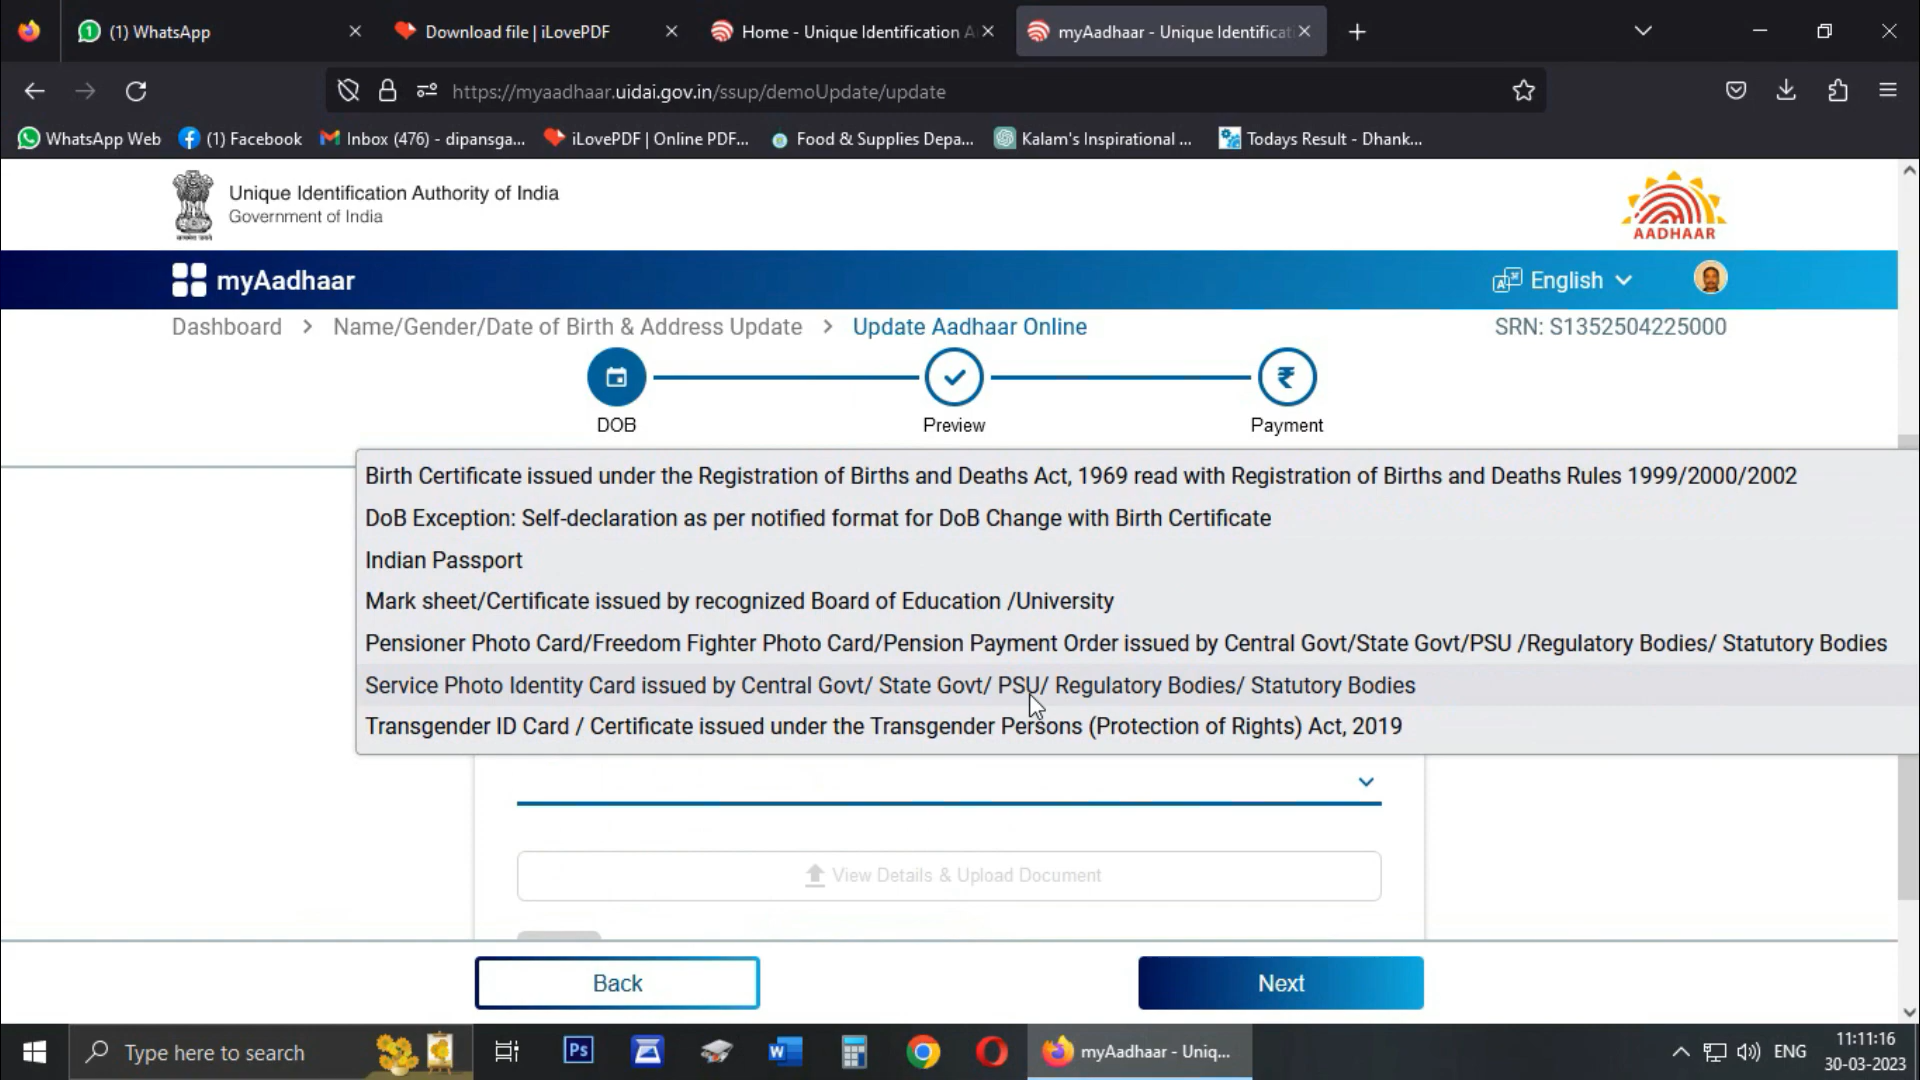 (1) WhatsApp
Download file | iLovePDF
Home - Unique Identification A
myAadhaar - Unique Identificat
https://myaadhaar.uidai.gov.in/ssup/demoUpdate/update
WhatsApp Web
(1) Facebook
Inbox (476) - dipansga...
iLovePDF | Online PDF...
Food & Supplies Depa...
Kalam's Inspirational ...
Todays Result - Dhank...
Unique Identification Authority of India
Government of India
AADHAAR
myAadhaar
English
Dashboard > Name/Gender/Date of Birth & Address Update > Update Aadhaar Online
SRN: S1352504225000
DOB
Preview
₹
Payment
Birth Certificate issued under the Registration of Births and Deaths Act, 1969 read with Registration of Births and Deaths Rules 1999/2000/2002
DoB Exception: Self-declaration as per notified format for DoB Change with Birth Certificate
Indian Passport
Mark sheet/Certificate issued by recognized Board of Education /University
Pensioner Photo Card/Freedom Fighter Photo Card/Pension Payment Order issued by Central Govt/State Govt/PSU /Regulatory Bodies/ Statutory Bodies
Service Photo Identity Card issued by Central Govt/ State Govt/ PSU/ Regulatory Bodies/ Statutory Bodies
Transgender ID Card / Certificate issued under the Transgender Persons (Protection of Rights) Act, 2019
View Details & Upload Document
Back
Next
Type here to search
Ps
myAadhaar - Uniq...
ENG
11:11:16
30-03-2023